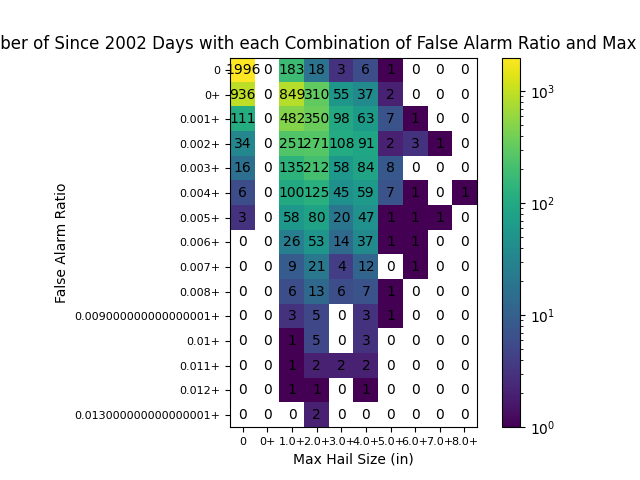 ber of Since 2002 Days with each Combination of False Alarm Ratio and Max
0 1996 0 183 18 3 6 1 0 0 0
0+ 936 0 849 310 55 37 2 0 0 0
0.001+ 111 0 482 350 98 63 7 1 0 0
0.002+ 34 0 251 271 108 91 2 3 1 0
0.003+ 16 0 135 212 58 84 8 0 0 0
0.004+ 6 0 100 125 45 59 7 1 0 1
0.005+ 3 0 58 80 20 47 1 1 1 0
0.006+ 0 0 26 53 14 37 1 1 0 0
0.007+ 0 0 9 21 4 12 0 1 0 0
0.008+ 0 0 6 13 6 7 1 0 0 0
0.009000000000000001+ 0 0 3 5 0 3 1 0 0 0
0.01+ 0 0 1 5 0 3 0 0 0 0
0.011+ 0 0 1 2 2 2 0 0 0 0
0.012+ 0 0 1 1 0 1 0 0 0 0
0.013000000000000001+ 0 0 0 2 0 0 0 0 0 0
0 0+ 1.0+ 2.0+ 3.0+ 4.0+ 5.0+ 6.0+ 7.0+ 8.0+
Max Hail Size (in)
False Alarm Ratio
10³
10²
10¹
10⁰